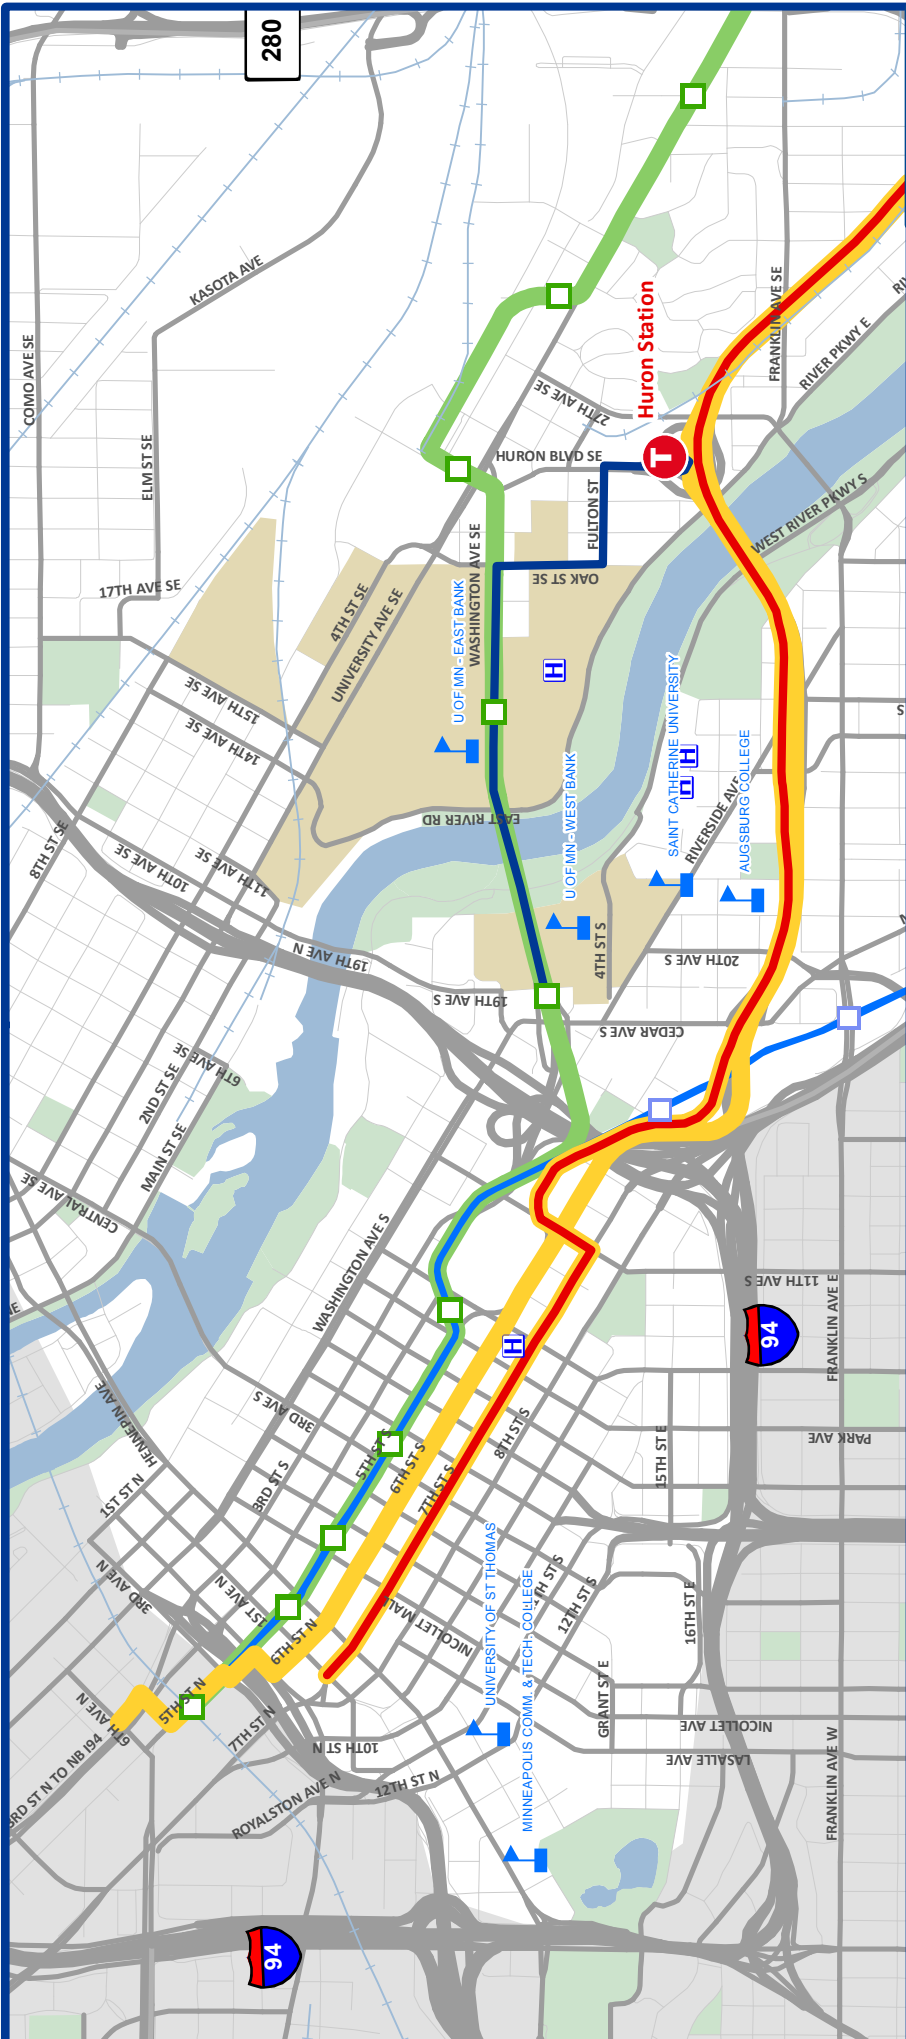 280
COMO AVE SE
KASOTA AVE
ELM ST SE
17TH AVE SE
Huron Station
T
27TH AVE SE
HURON BLVD SE
FULTON ST
OAK ST SE
FRANKLIN AVE SE
RIVER PKWY E
WEST RIVER PKWY S
WASHINGTON AVE SE
U OF MN - EAST BANK
4TH ST SE
UNIVERSITY AVE SE
15TH AVE SE
14TH AVE SE
H
EAST RIVER RD
U OF MN - WEST BANK
SAINT CATHERINE UNIVERSITY
H
H
RIVERSIDE AVE
AUGSBURG COLLEGE
8TH ST SE
10TH AVE SE
11TH AVE SE
19TH AVE N
19TH AVE S
4TH ST S
20TH AVE S
CEDAR AVE S
6TH AVE SE
2ND ST SE
MAIN ST SE
CENTRAL AVE SE
WASHINGTON AVE S
11TH AVE S
FRANKLIN AVE E
94
H
HENNEPIN AVE
3RD AVE S
1ST ST N
3RD ST S
5TH ST S
6TH ST S
7TH ST S
8TH ST S
15TH ST E
PARK AVE
3RD AVE N
1ST AVE N
6TH ST N
NICOLLET MALL
UNIVERSITY OF ST THOMAS
MINNEAPOLIS COMM. & TECH. COLLEGE
11TH ST S
12TH ST S
16TH ST E
GRANT ST E
NICOLLET AVE
LASALLE AVE
FRANKLIN AVE W
6TH AVE N
5TH ST N
3RD ST N TO NB I94
7TH ST N
10TH ST N
12TH ST N
ROYALSTON AVE N
94